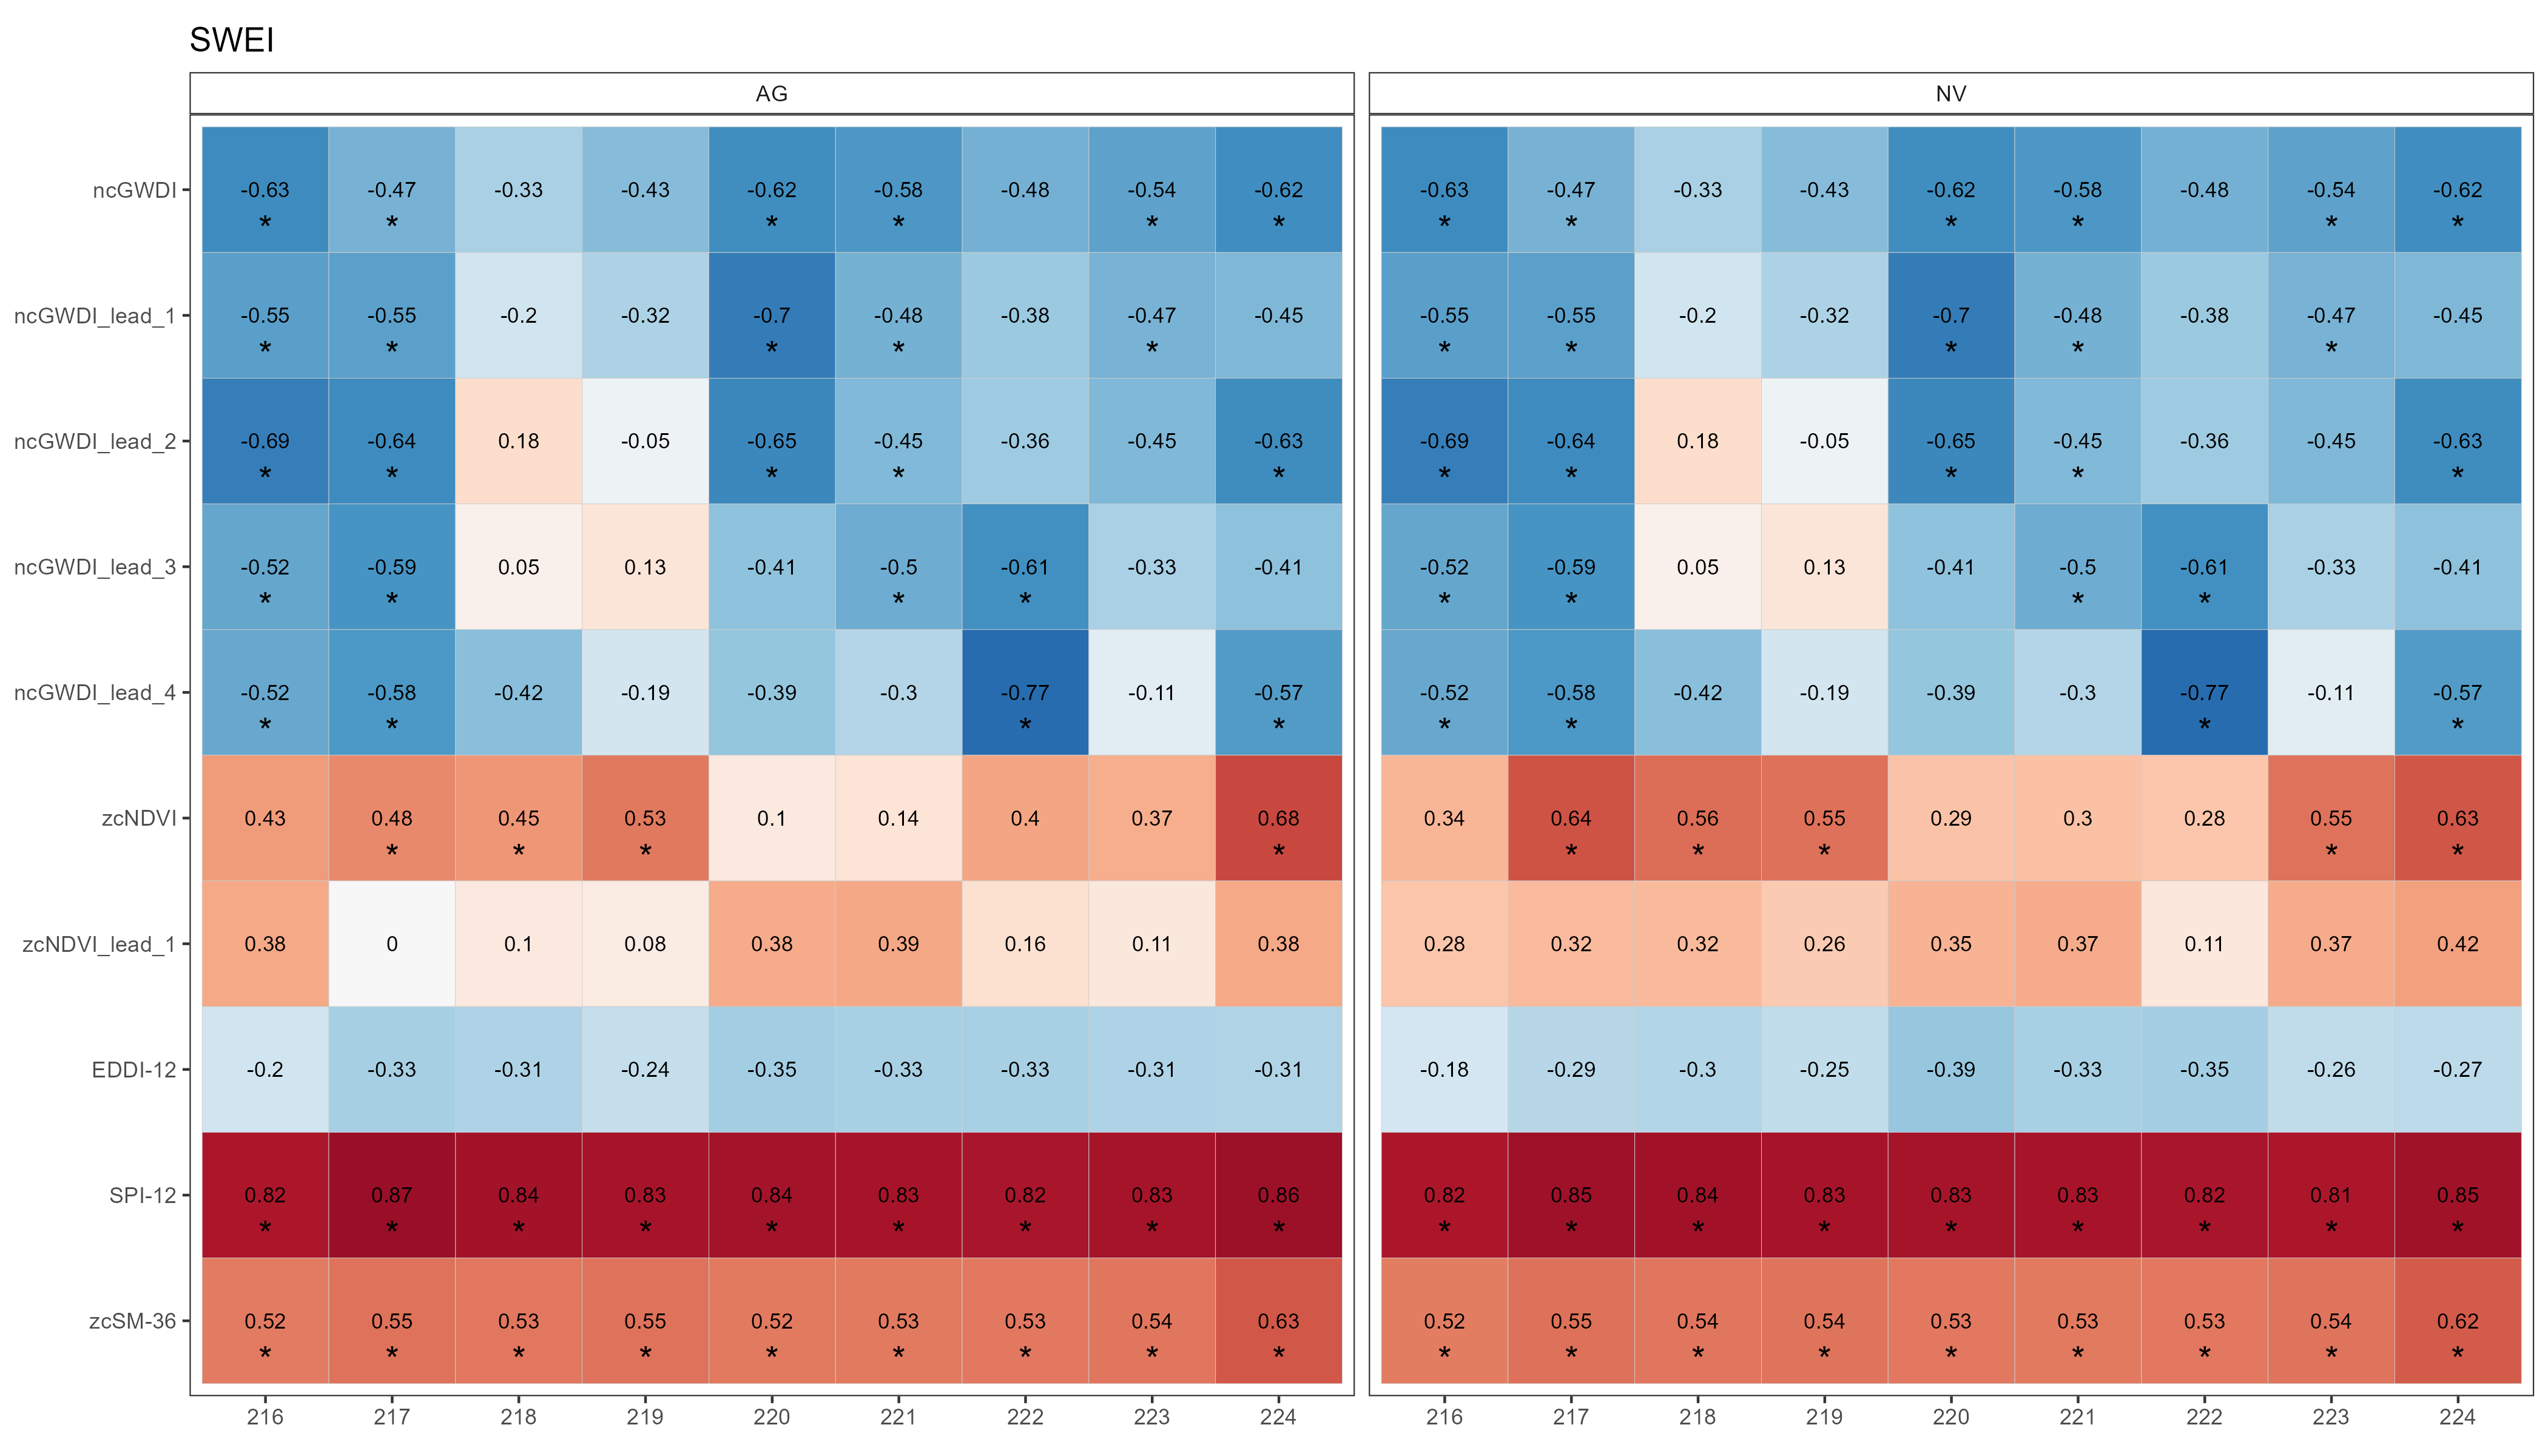 SWEI
AG NV
ncGWDI -0.63 -0.47 -0.33 -0.43 -0.62 -0.58 -0.48 -0.54 -0.62 -0.63 -0.47 -0.33 -0.43 -0.62 -0.58 -0.48 -0.54 -0.62
* * * * * * * * * * * *
ncGWDI_lead_1 -0.55 -0.55 -0.2 -0.32 -0.7 -0.48 -0.38 -0.47 -0.45 -0.55 -0.55 -0.2 -0.32 -0.7 -0.48 -0.38 -0.47 -0.45
* * * * * * * * * *
ncGWDI_lead_2 -0.69 -0.64 0.18 -0.05 -0.65 -0.45 -0.36 -0.45 -0.63 -0.69 -0.64 0.18 -0.05 -0.65 -0.45 -0.36 -0.45 -0.63
* * * * * * * * * *
ncGWDI_lead_3 -0.52 -0.59 0.05 0.13 -0.41 -0.5 -0.61 -0.33 -0.41 -0.52 -0.59 0.05 0.13 -0.41 -0.5 -0.61 -0.33 -0.41
* * * * * * * *
ncGWDI_lead_4 -0.52 -0.58 -0.42 -0.19 -0.39 -0.3 -0.77 -0.11 -0.57 -0.52 -0.58 -0.42 -0.19 -0.39 -0.3 -0.77 -0.11 -0.57
* * * * * * * *
zcNDVI 0.43 0.48 0.45 0.53 0.1 0.14 0.4 0.37 0.68 0.34 0.64 0.56 0.55 0.29 0.3 0.28 0.55 0.63
* * * * * * * * *
zcNDVI_lead_1 0.38 0 0.1 0.08 0.38 0.39 0.16 0.11 0.38 0.28 0.32 0.32 0.26 0.35 0.37 0.11 0.37 0.42
EDDI-12 -0.2 -0.33 -0.31 -0.24 -0.35 -0.33 -0.33 -0.31 -0.31 -0.18 -0.29 -0.3 -0.25 -0.39 -0.33 -0.35 -0.26 -0.27
SPI-12 0.82 0.87 0.84 0.83 0.84 0.83 0.82 0.83 0.86 0.82 0.85 0.84 0.83 0.83 0.83 0.82 0.81 0.85
* * * * * * * * * * * * * * * * * *
zcSM-36 0.52 0.55 0.53 0.55 0.52 0.53 0.53 0.54 0.63 0.52 0.55 0.54 0.54 0.53 0.53 0.53 0.54 0.62
* * * * * * * * * * * * * * * * * *
216 217 218 219 220 221 222 223 224 216 217 218 219 220 221 222 223 224